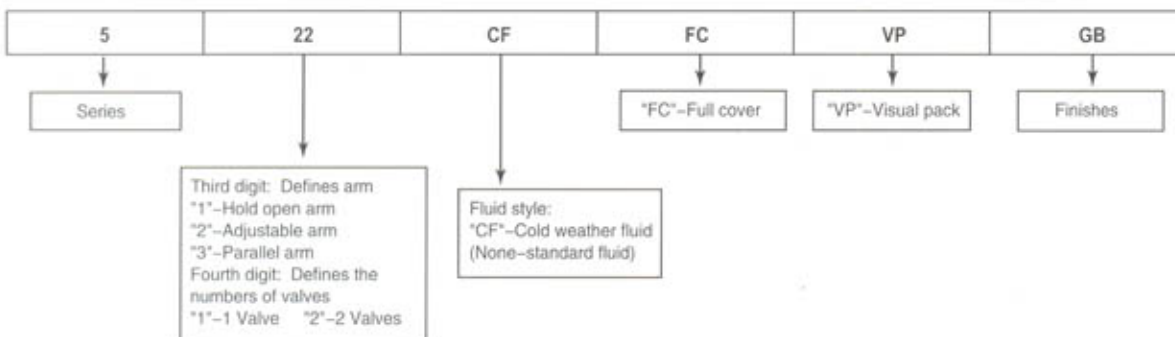 5 22 CF FC VP GB
Series
"FC"–Full cover
"VP"–Visual pack
Finishes
Third digit: Defines arm
"1"–Hold open arm
"2"–Adjustable arm
"3"–Parallel arm
Fourth digit: Defines the
numbers of valves
"1"–1 Valve "2"–2 Valves
Fluid style:
"CF"–Cold weather fluid
(None–standard fluid)